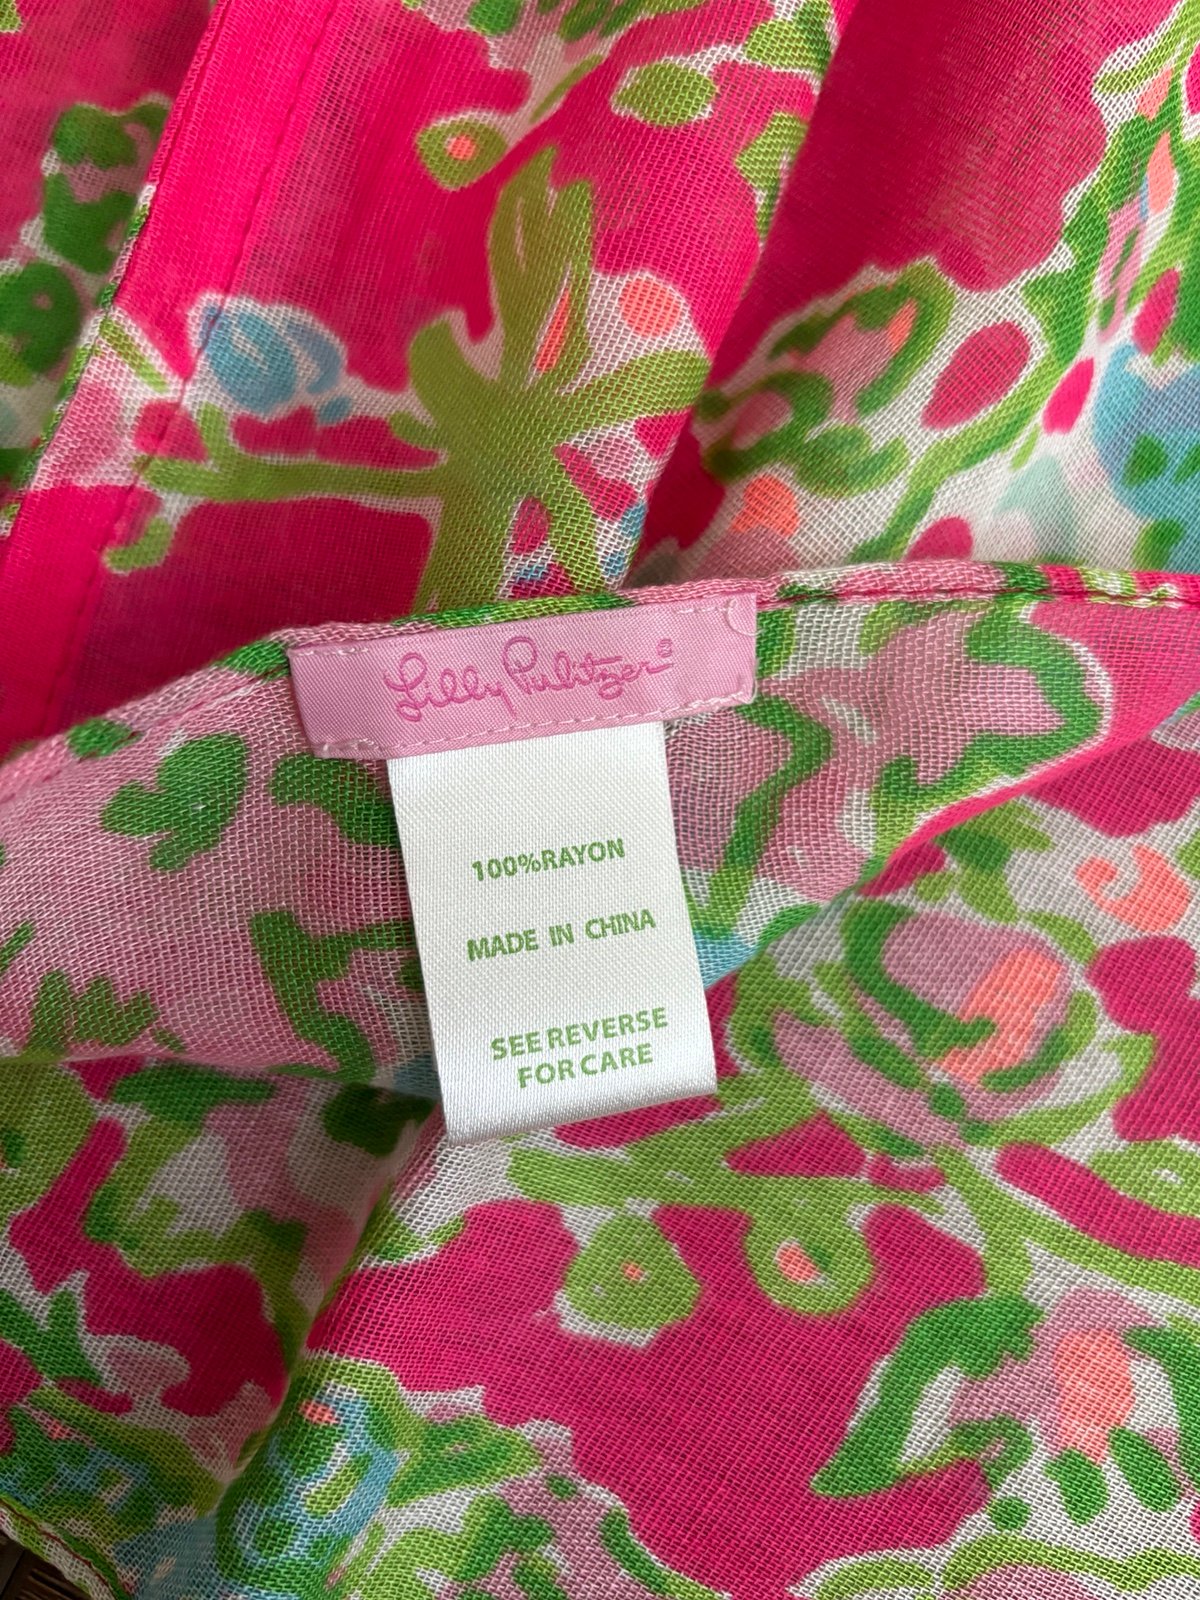 Lilly Pulitzer®
100%RAYON
MADE IN CHINA
SEE REVERSE
FOR CARE